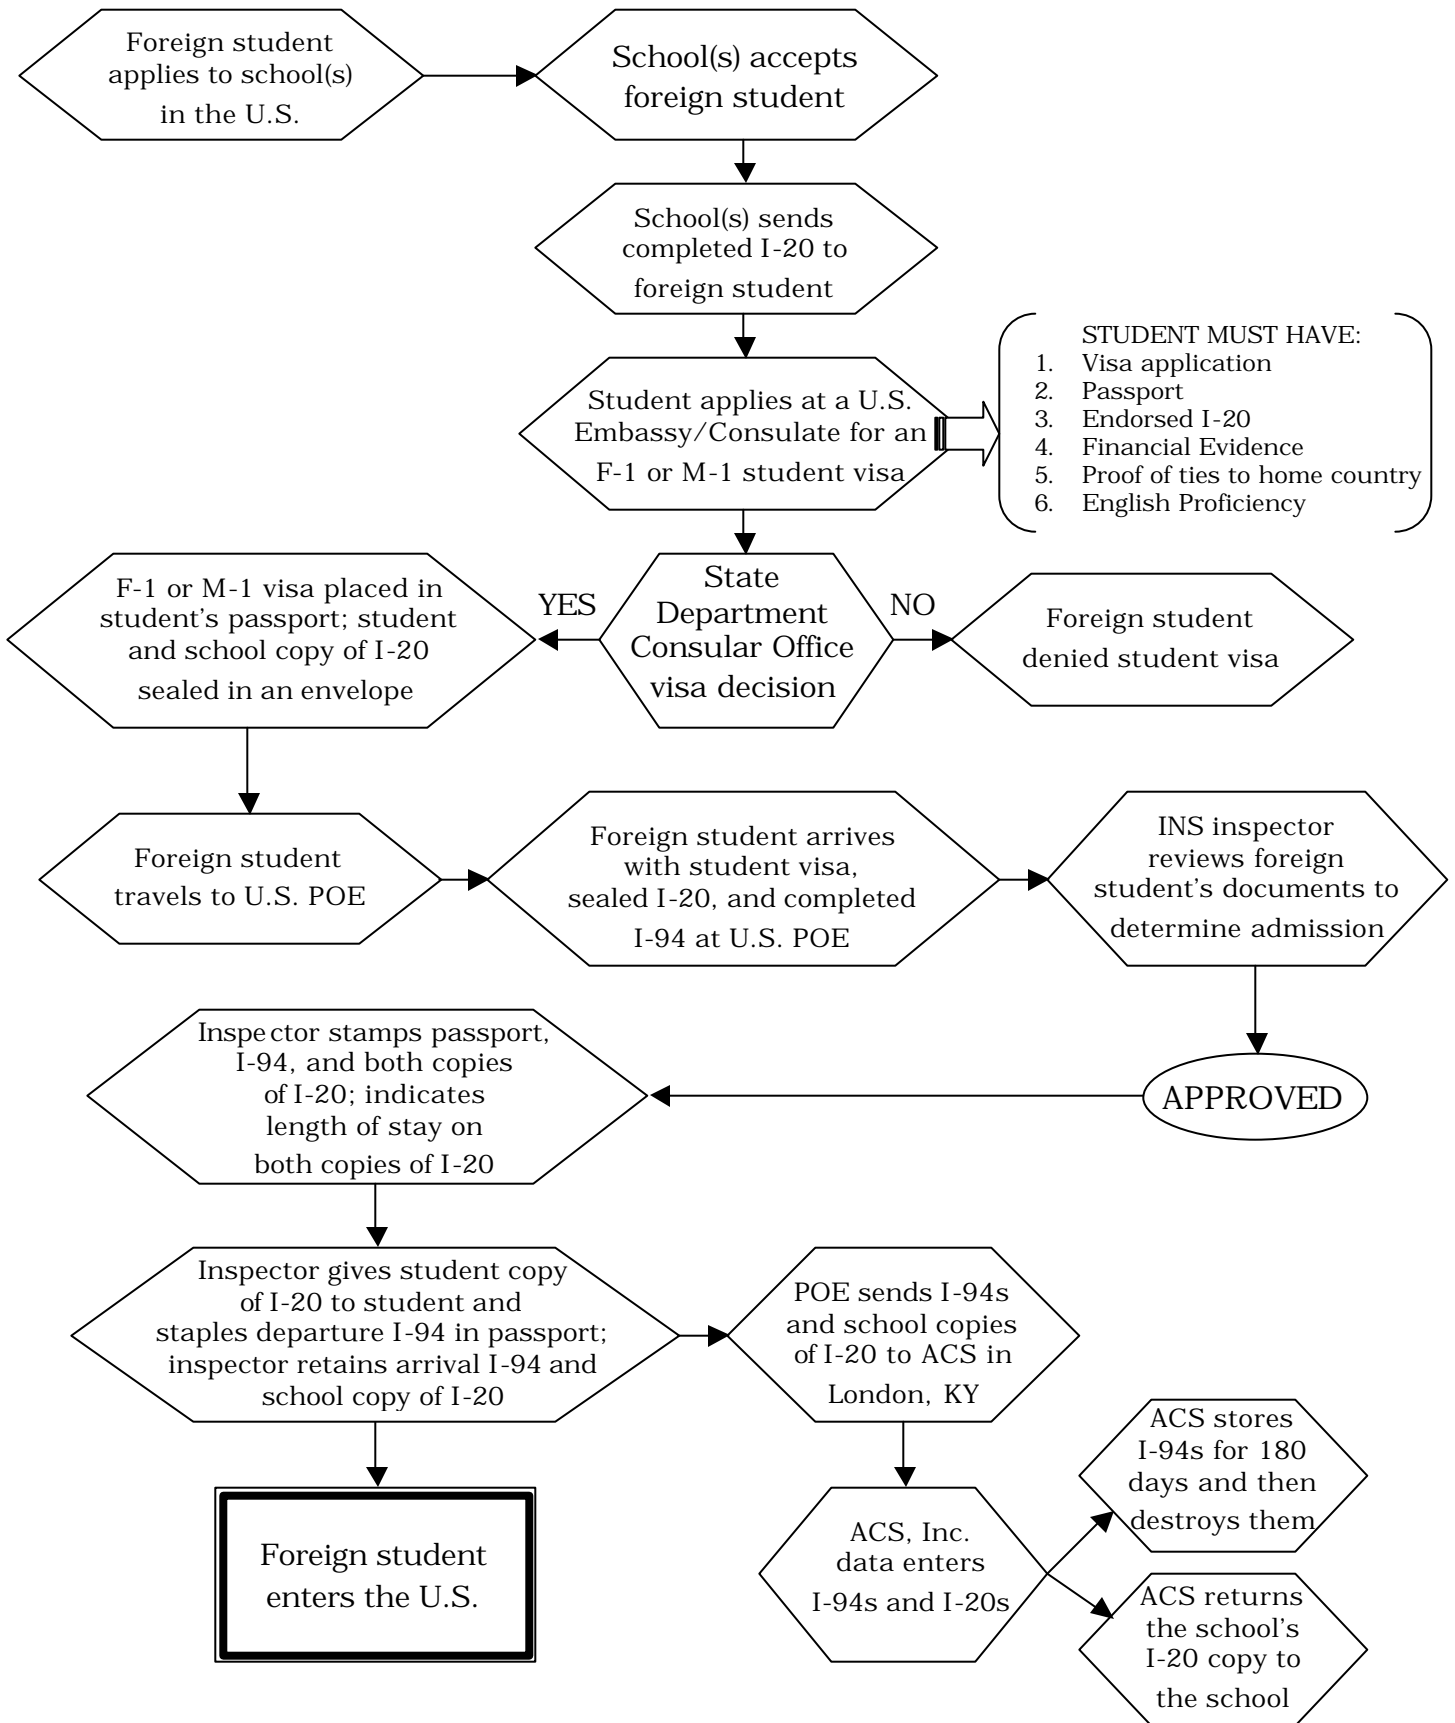 Foreign student
applies to school(s)
in the U.S.
School(s) accepts
foreign student
School(s) sends
completed I-20 to
foreign student
Student applies at a U.S.
Embassy/Consulate for an
F-1 or M-1 student visa
STUDENT MUST HAVE:
1. Visa application
2. Passport
3. Endorsed I-20
4. Financial Evidence
5. Proof of ties to home country
6. English Proficiency
F-1 or M-1 visa placed in
student's passport; student
and school copy of I-20
sealed in an envelope
YES
State
Department
Consular Office
visa decision
NO
Foreign student
denied student visa
Foreign student
travels to U.S. POE
Foreign student arrives
with student visa,
sealed I-20, and completed
I-94 at U.S. POE
INS inspector
reviews foreign
student's documents to
determine admission
APPROVED
Inspector stamps passport,
I-94, and both copies
of I-20; indicates
length of stay on
both copies of I-20
Inspector gives student copy
of I-20 to student and
staples departure I-94 in passport;
inspector retains arrival I-94 and
school copy of I-20
POE sends I-94s
and school copies
of I-20 to ACS in
London, KY
Foreign student
enters the U.S.
ACS, Inc.
data enters
I-94s and I-20s
ACS stores
I-94s for 180
days and then
destroys them
ACS returns
the school's
I-20 copy to
the school